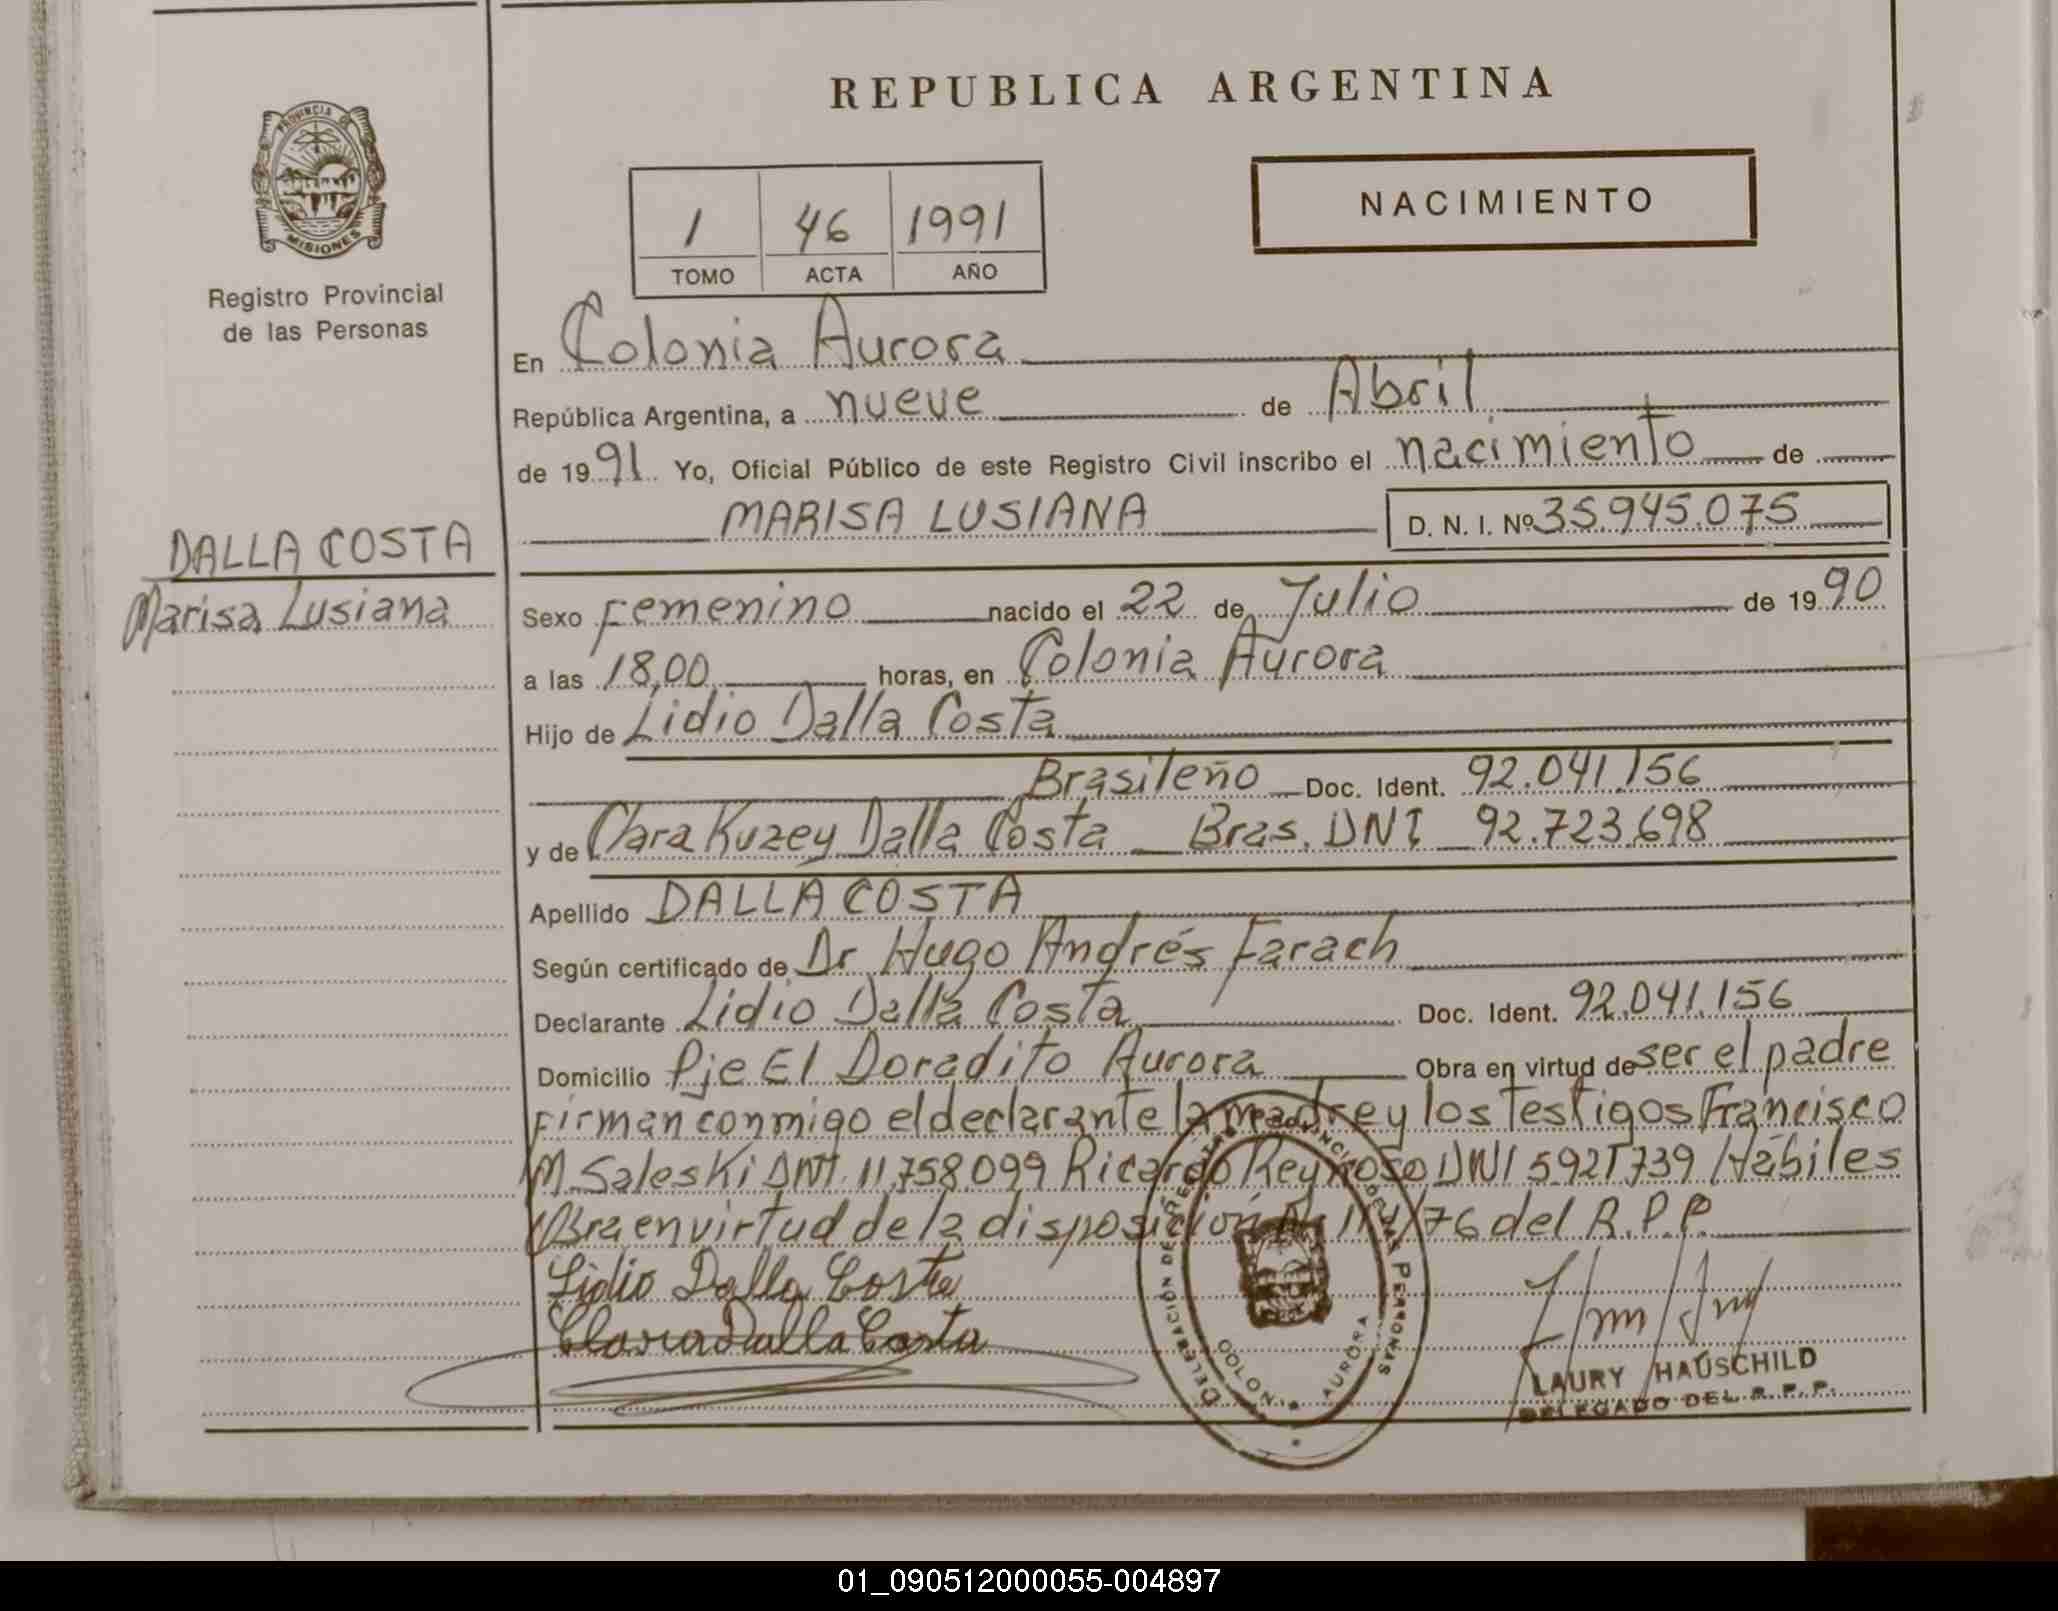 REPUBLICA ARGENTINA
PROVINCIA DE
MISIONES
Registro Provincial
de las Personas
NACIMIENTO
1 46 1991
TOMO ACTA AÑO
En Colonia Aurora
República Argentina, a nueve de Abril
de 1991 Yo, Oficial Público de este Registro Civil inscribo el nacimiento de
MARISA LUSIANA D. N. I. Nº 35.945.075
DALLA COSTA
Marisa Lusiana
Sexo Femenino nacido el 22 de Julio de 1990
a las 18,00 horas, en Colonia Aurora
Hijo de Lidio Dalla Costa
Brasileño Doc. Ident. 92.041.156
y de Clara Kuzey Dalla Costa Bras. DNI 92.723.698
Apellido DALLA COSTA
Según certificado de Dr Hugo Andrés Farach
Declarante Lidio Dalla Costa Doc. Ident. 92.041.156
Domicilio Pje El Doradito Aurora Obra en virtud de ser el padre
Firman conmigo el declarante la madre y los Testigos Francisco
M. Saleski DNI. 11.758.099 Ricardo Reynoso DNI Hábiles
Obra en virtud de la disposición del R.P.P.
Lidio Dalla Costa
Clara Dalla Costa
DELEGACIÓN DE PROVINCIAL DE LAS PERSONAS
COLONIA AURORA
LAURY HAUSCHILD
DELEGADO DEL R.P.P.
01_090512000055-004897